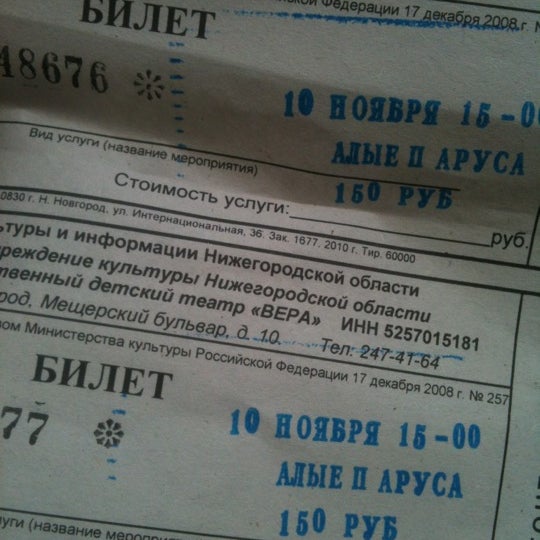 Федерации 17 декабря 2008 г. №
БИЛЕТ
48676
10 НОЯБРЯ 15-00
Вид услуги (название мероприятия)
АЛЫЕ П АРУСА
Стоимость услуги: руб.
150 РУБ
0830 г. Н. Новгород, ул. Интернациональная, 36. Зак. 1677. 2010 г. Тир. 60000
ьтуры и информации Нижегородской области
реждение культуры Нижегородской области
твенный детский театр «ВЕРА» ИНН 5257015181
род, Мещерский бульвар, д. 10. Тел. 247-41-64
ом Министерства культуры Российской Федерации 17 декабря 2008 г. № 257
БИЛЕТ
77
10 НОЯБРЯ 15-00
АЛЫЕ П АРУСА
уги (название мероприятия)
150 РУБ